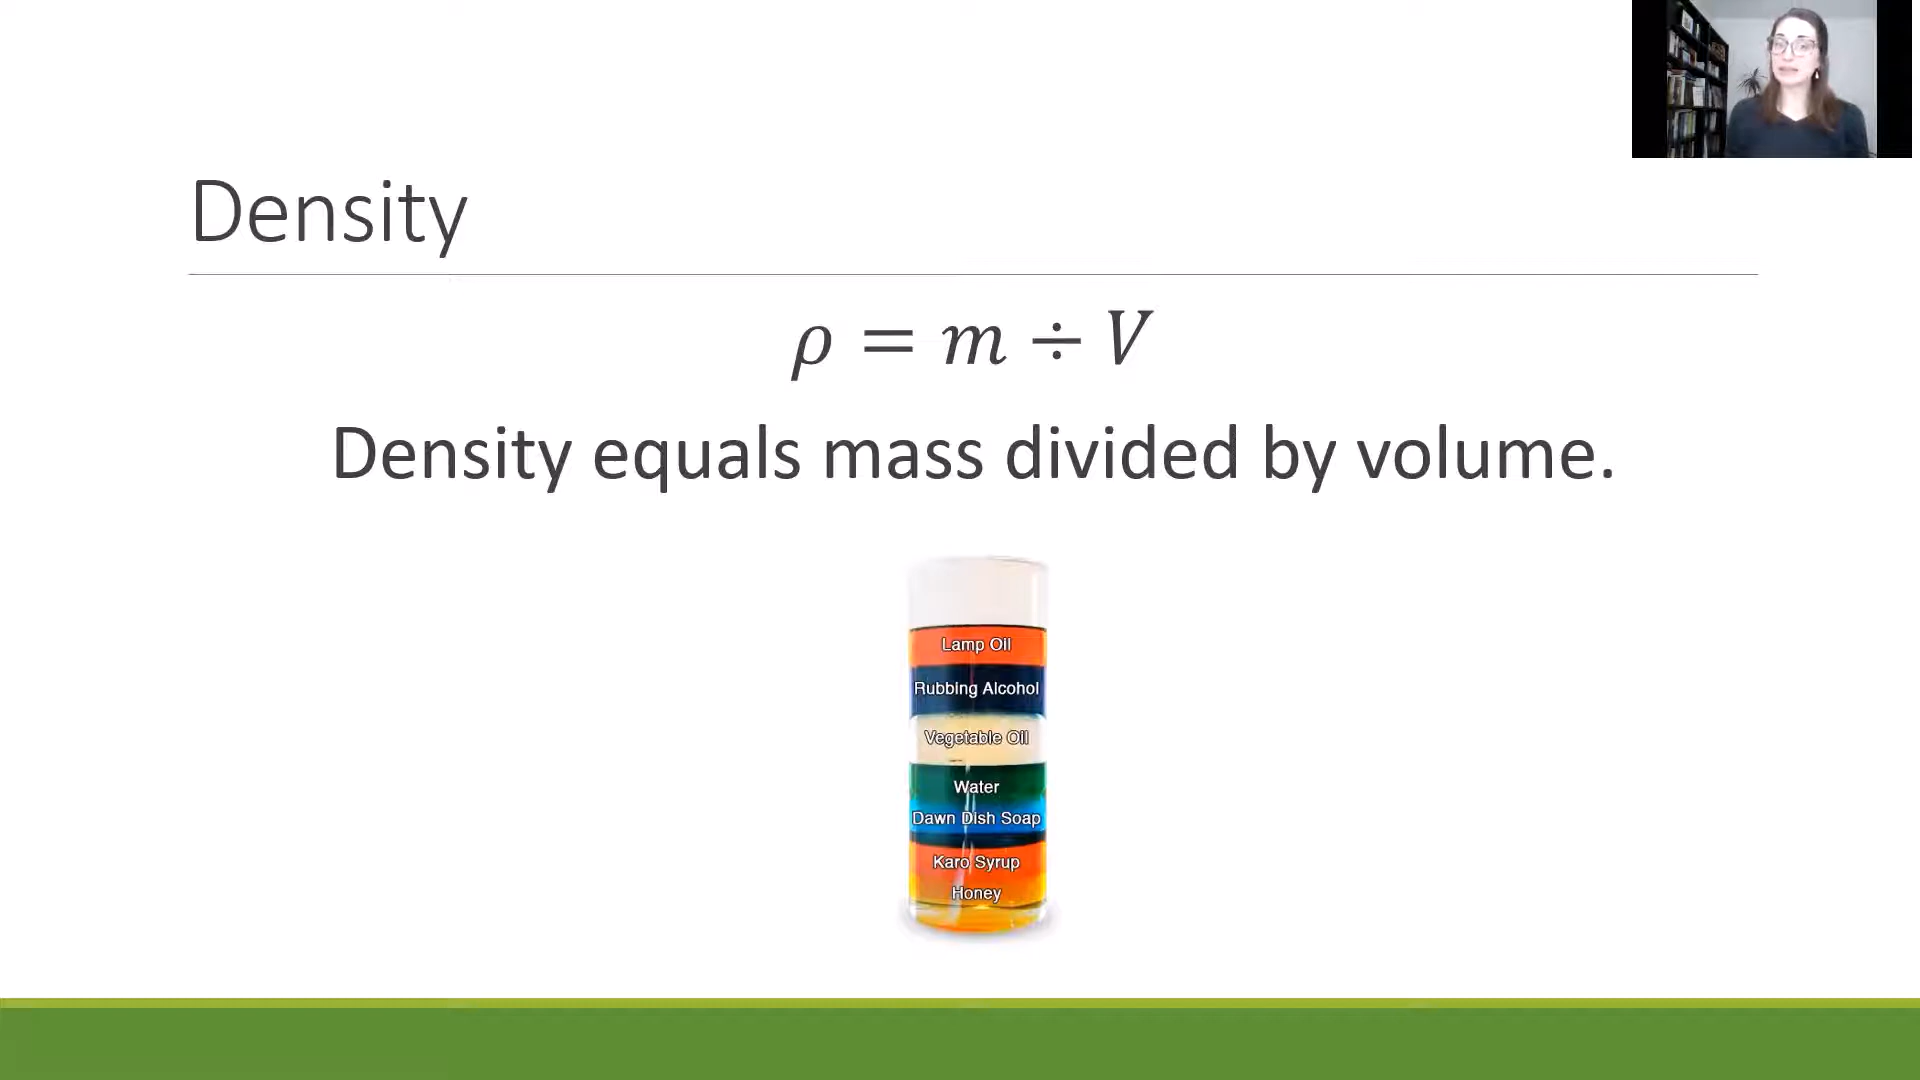 Density
ρ = m ÷ V
Density equals mass divided by volume.
Lamp Oil
Rubbing Alcohol
Vegetable Oil
Water
Dawn Dish Soap
Karo Syrup
Honey